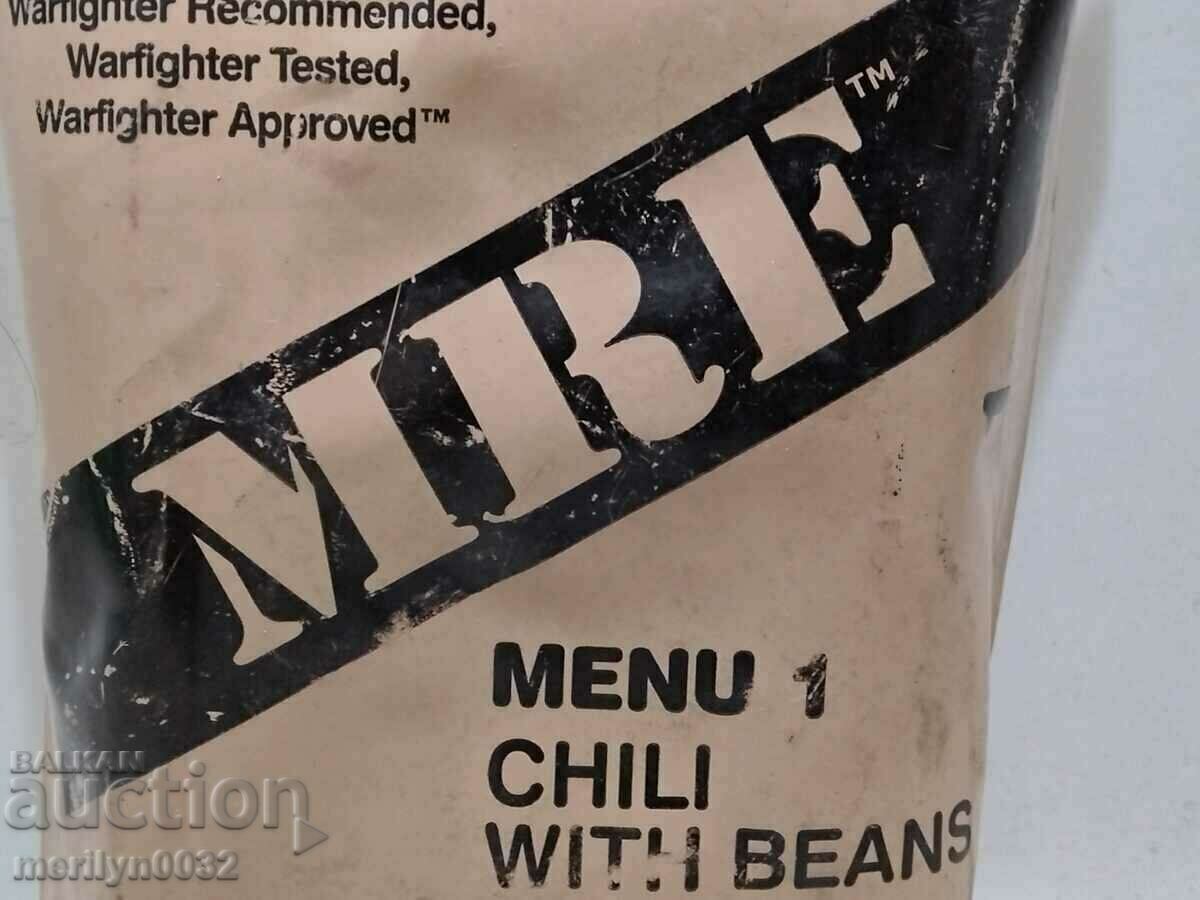 Warfighter Recommended,
Warfighter Tested,
Warfighter Approved™
MRE™
MENU 1
CHILI
WITH BEANS
BALKAN
auction
merilyn0032